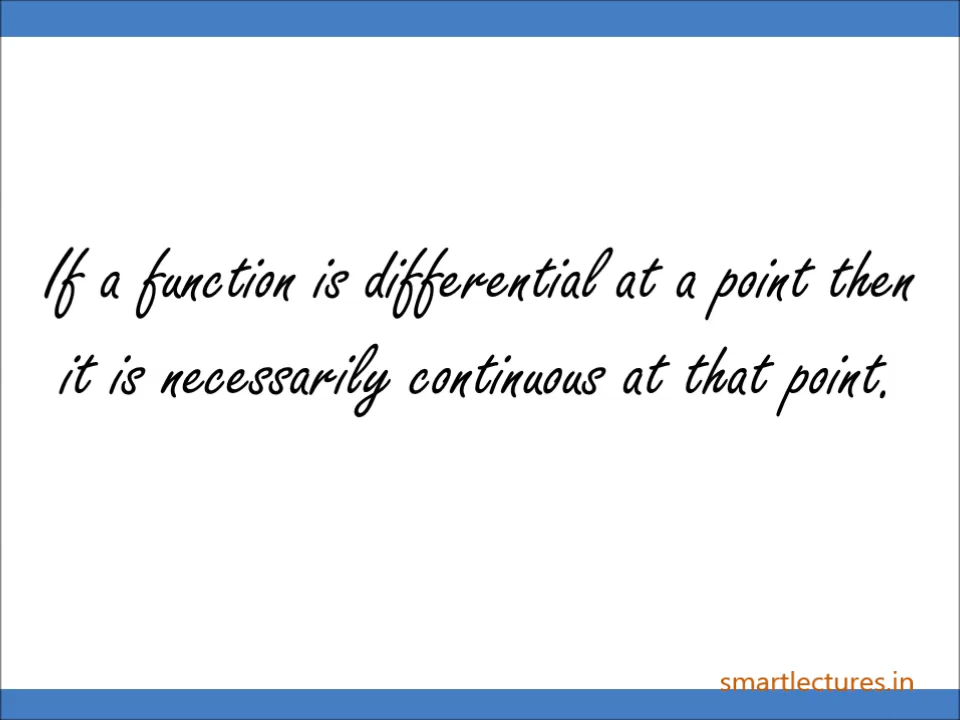 If a function is differential at a point then
it is necessarily continuous at that point.
smartlectures.in